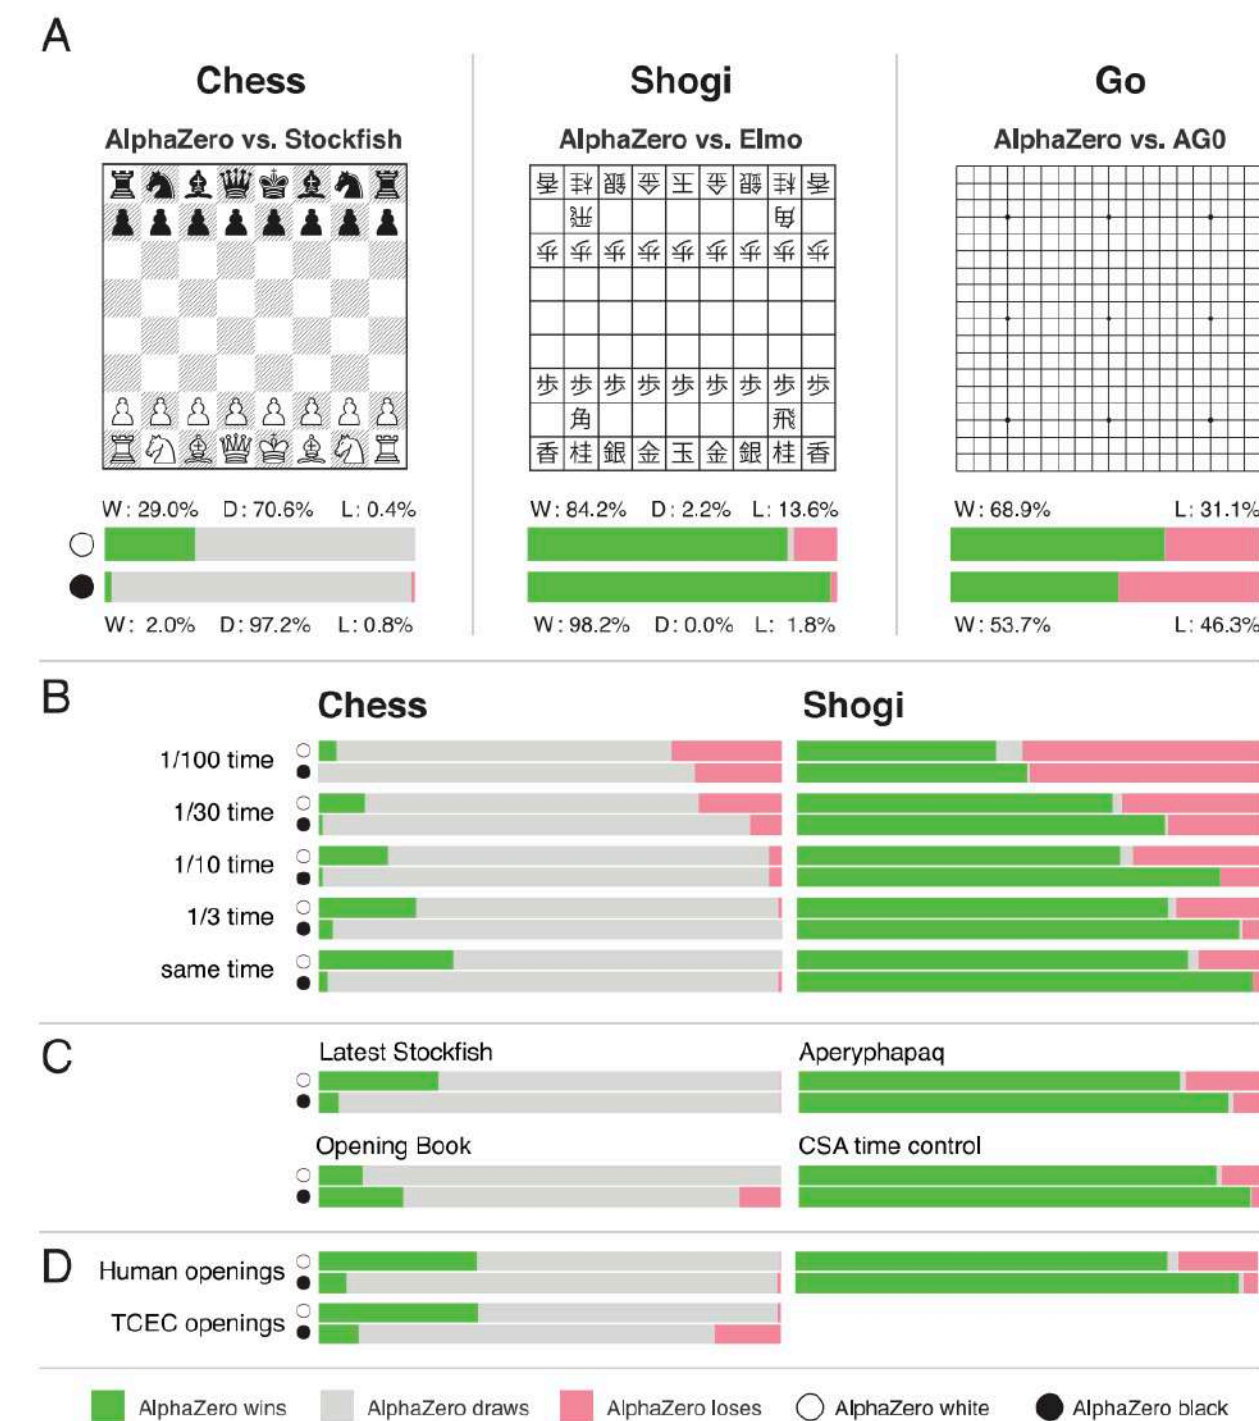 A
Chess
Shogi
Go
AlphaZero vs. Stockfish
AlphaZero vs. Elmo
AlphaZero vs. AG0
香桂銀金玉金銀桂香
飛角
歩歩歩歩歩歩歩歩歩
歩歩歩歩歩歩歩歩歩
角飛
香桂銀金玉金銀桂香
W: 29.0% D: 70.6% L: 0.4%
W: 84.2% D: 2.2% L: 13.6%
W: 68.9% L: 31.1%
W: 2.0% D: 97.2% L: 0.8%
W: 98.2% D: 0.0% L: 1.8%
W: 53.7% L: 46.3%
B
Chess
Shogi
1/100 time
1/30 time
1/10 time
1/3 time
same time
C
Latest Stockfish
Aperyphapaq
Opening Book
CSA time control
D
Human openings
TCEC openings
AlphaZero wins
AlphaZero draws
AlphaZero loses
AlphaZero white
AlphaZero black